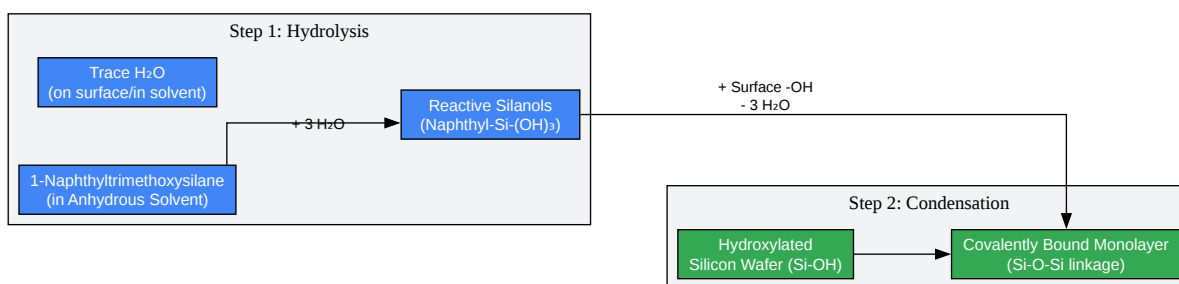 Step 1: Hydrolysis
Trace H₂O
(on surface/in solvent)
+ 3 H₂O
Reactive Silanols
(Naphthyl-Si-(OH)₃)
1-Naphthyltrimethoxysilane
(in Anhydrous Solvent)
+ Surface -OH
- 3 H₂O
Step 2: Condensation
Hydroxylated
Silicon Wafer (Si-OH)
Covalently Bound Monolayer
(Si-O-Si linkage)